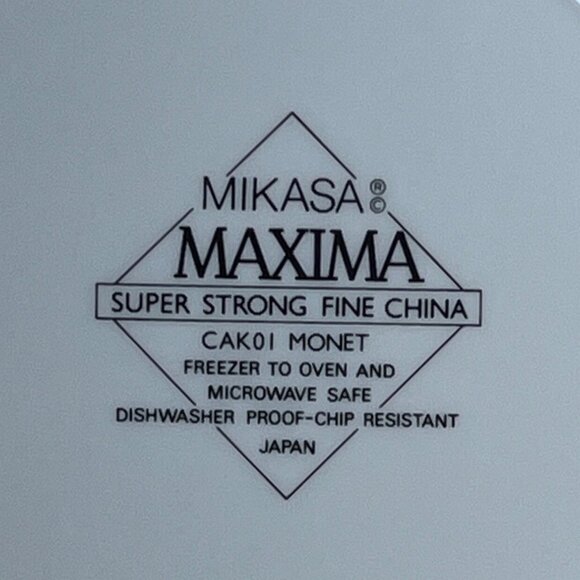 MIKASA ® ©
MAXIMA
SUPER STRONG FINE CHINA
CAK01 MONET
FREEZER TO OVEN AND
MICROWAVE SAFE
DISHWASHER PROOF-CHIP RESISTANT
JAPAN